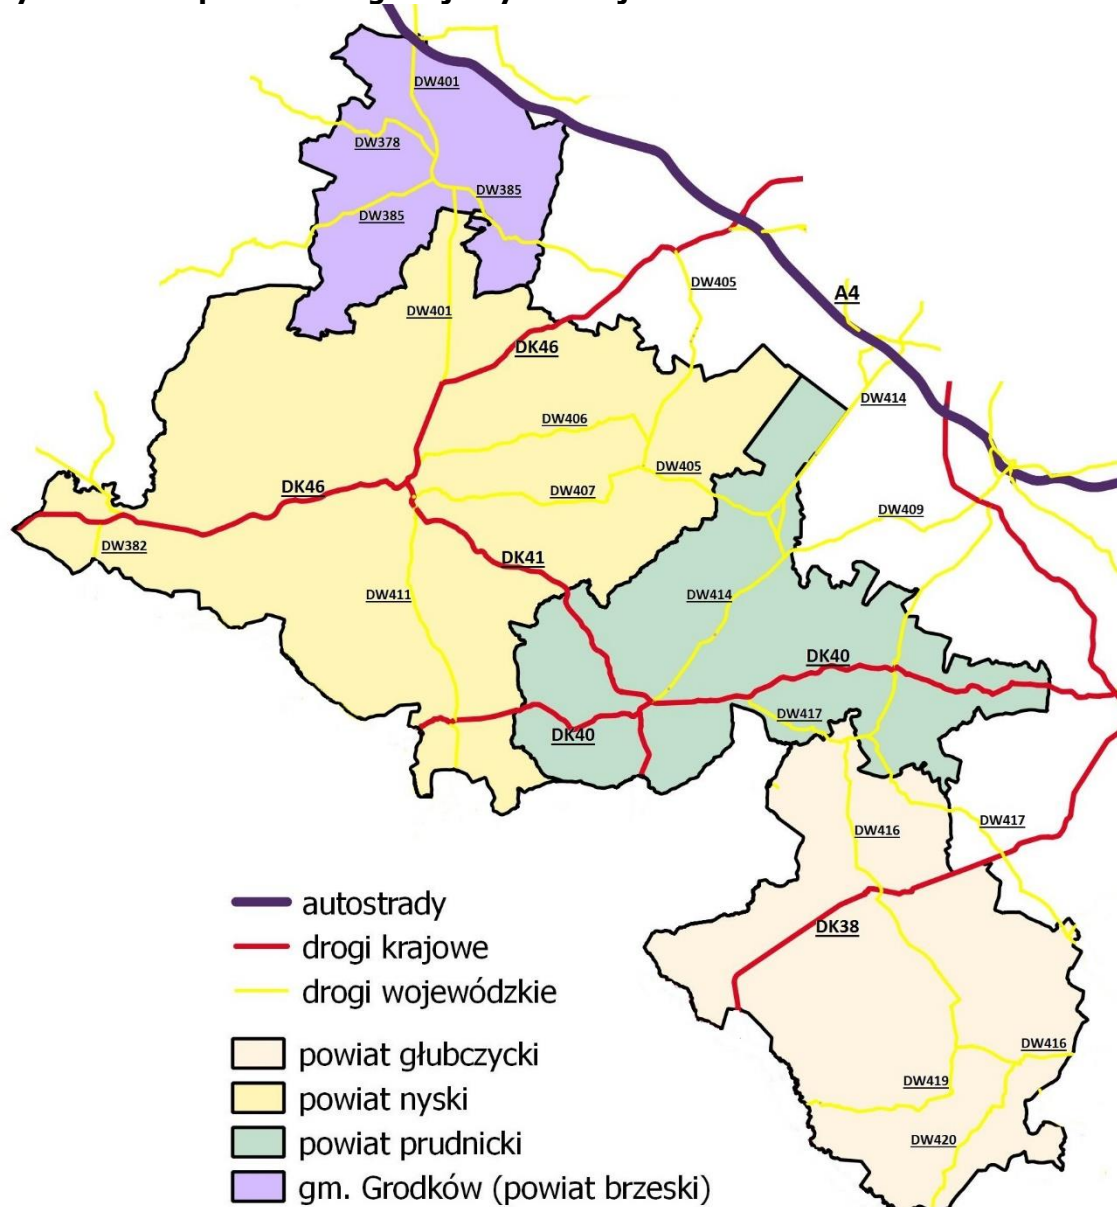 DW401
DW378
DW385
DW385
DW405
A4
DW401
DK46
DW414
DW406
DW405
DK46
DW407
DW409
DW382
DK41
DW411
DW414
DK40
DW417
DK40
DW416
DW417
DK38
DW416
DW419
DW420
autostrady
drogi krajowe
drogi wojewódzkie
powiat głubczycki
powiat nyski
powiat prudnicki
gm. Grodków (powiat brzeski)